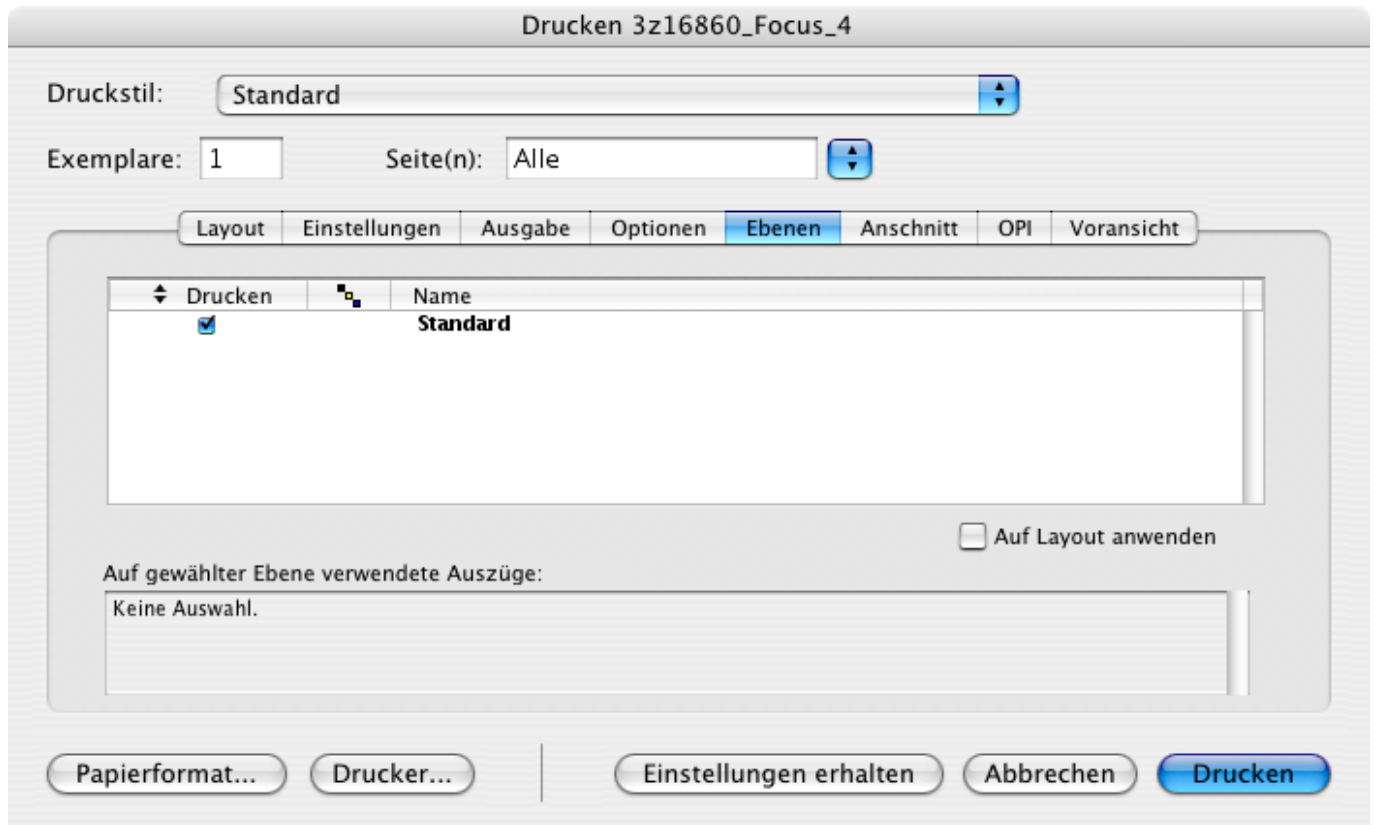 Drucken 3z16860_Focus_4
Druckstil: Standard
Exemplare: 1 Seite(n): Alle
Layout Einstellungen Ausgabe Optionen Ebenen Anschnitt OPI Voransicht
Drucken Name
Standard
Auf Layout anwenden
Auf gewählter Ebene verwendete Auszüge:
Keine Auswahl.
Papierformat... Drucker... Einstellungen erhalten Abbrechen Drucken